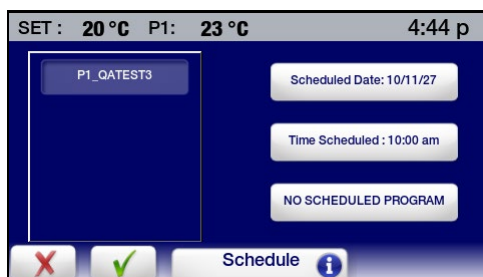 SET : 20 °C P1: 23 °C 4:44 p
P1_QATEST3
Scheduled Date: 10/11/27
Time Scheduled : 10:00 am
NO SCHEDULED PROGRAM
Schedule i